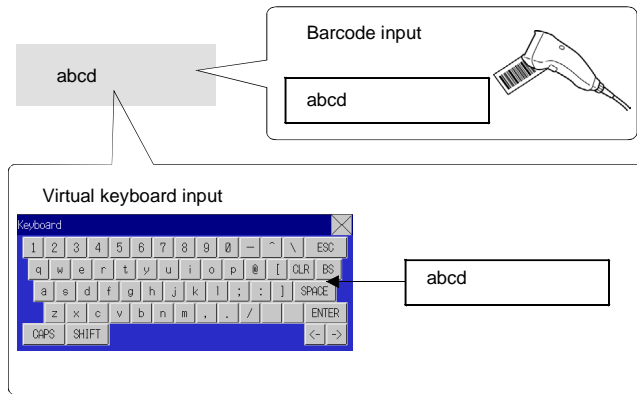 Barcode input
abcd
abcd
Virtual keyboard input
Keyboard
1 2 3 4 5 6 7 8 9 0 — ^ \ ESC
q w e r t y u i o p @ [ CLR BS
abcd
a s d f g h j k l ; : ] SPACE
z x c v b n m , . / ENTER
CAPS SHIFT <- ->